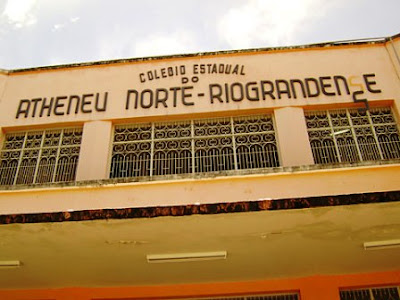 COLEGIO ESTADUAL
DO
ATHENEU NORTE-RIOGRANDENSE